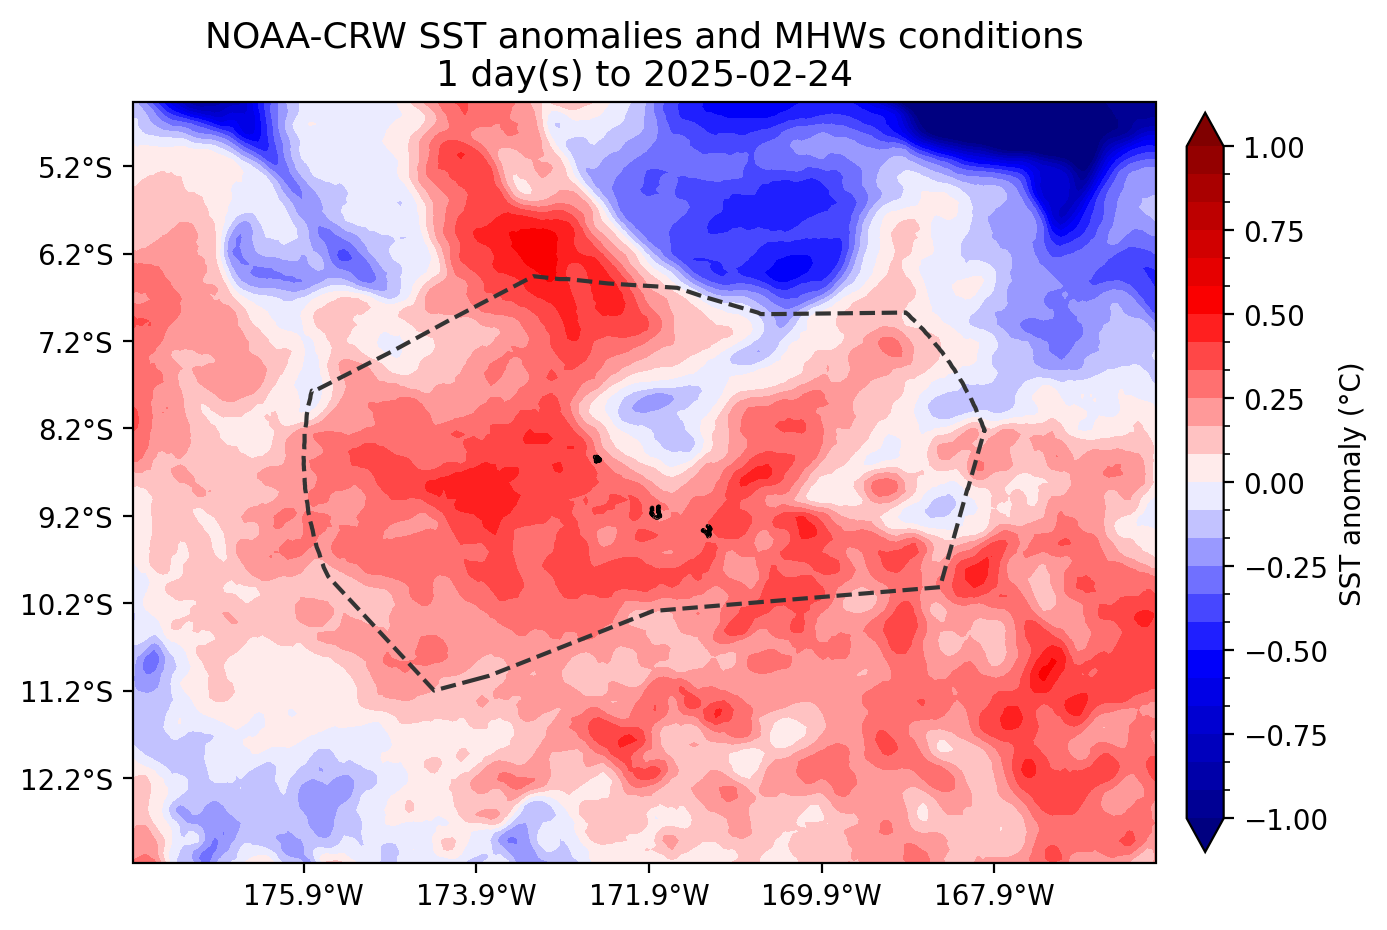 NOAA-CRW SST anomalies and MHWs conditions
1 day(s) to 2025-02-24
5.2°S
6.2°S
7.2°S
8.2°S
9.2°S
10.2°S
11.2°S
12.2°S
175.9°W
173.9°W
171.9°W
169.9°W
167.9°W
1.00
0.75
0.50
0.25
0.00
−0.25
−0.50
−0.75
−1.00
SST anomaly (°C)